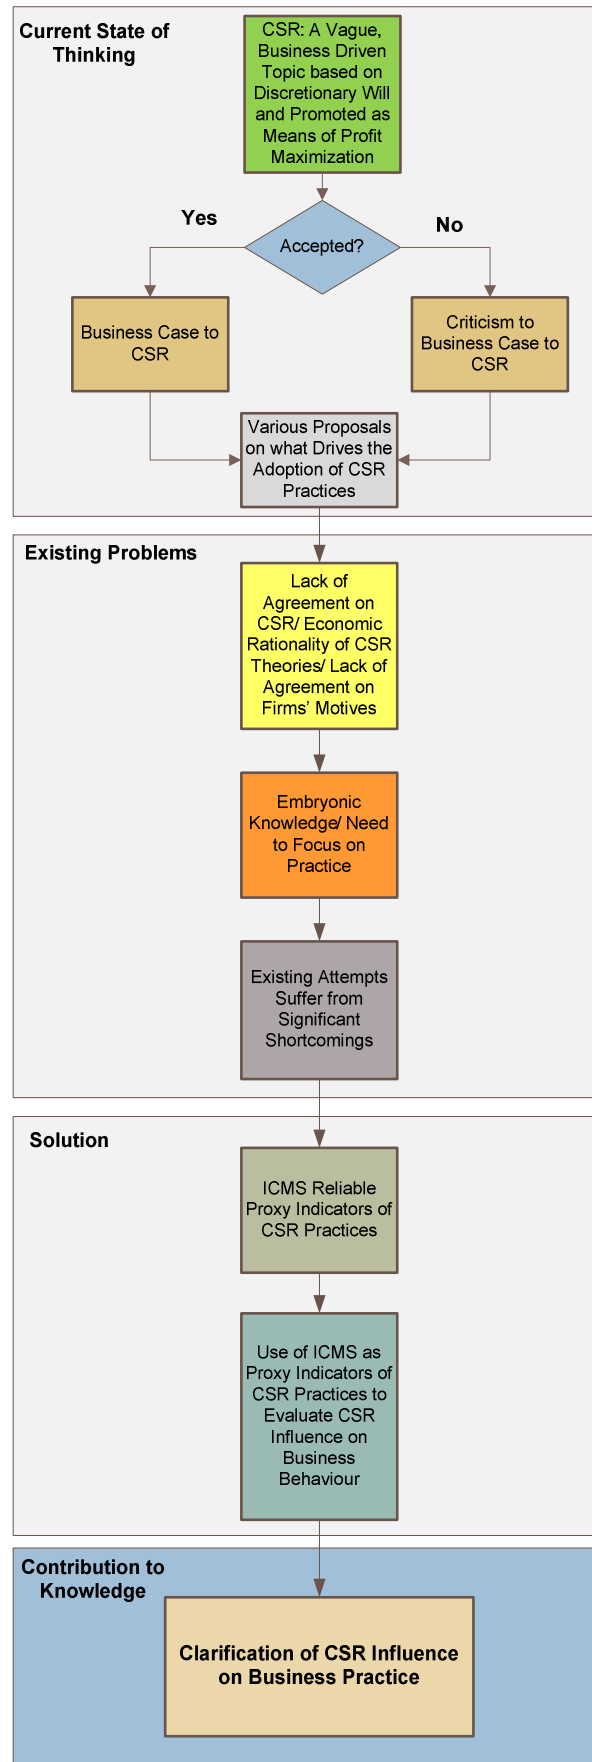 Current State of
Thinking
CSR: A Vague,
Business Driven
Topic based on
Discretionary Will
and Promoted as
Means of Profit
Maximization
Yes
No
Accepted?
Business Case to
CSR
Criticism to
Business Case to
CSR
Various Proposals
on what Drives the
Adoption of CSR
Practices
Existing Problems
Lack of
Agreement on
CSR/ Economic
Rationality of CSR
Theories/ Lack of
Agreement on
Firms’ Motives
Embryonic
Knowledge/ Need
to Focus on
Practice
Existing Attempts
Suffer from
Significant
Shortcomings
Solution
ICMS Reliable
Proxy Indicators of
CSR Practices
Use of ICMS as
Proxy Indicators of
CSR Practices to
Evaluate CSR
Influence on
Business
Behaviour
Contribution to
Knowledge
Clarification of CSR Influence
on Business Practice